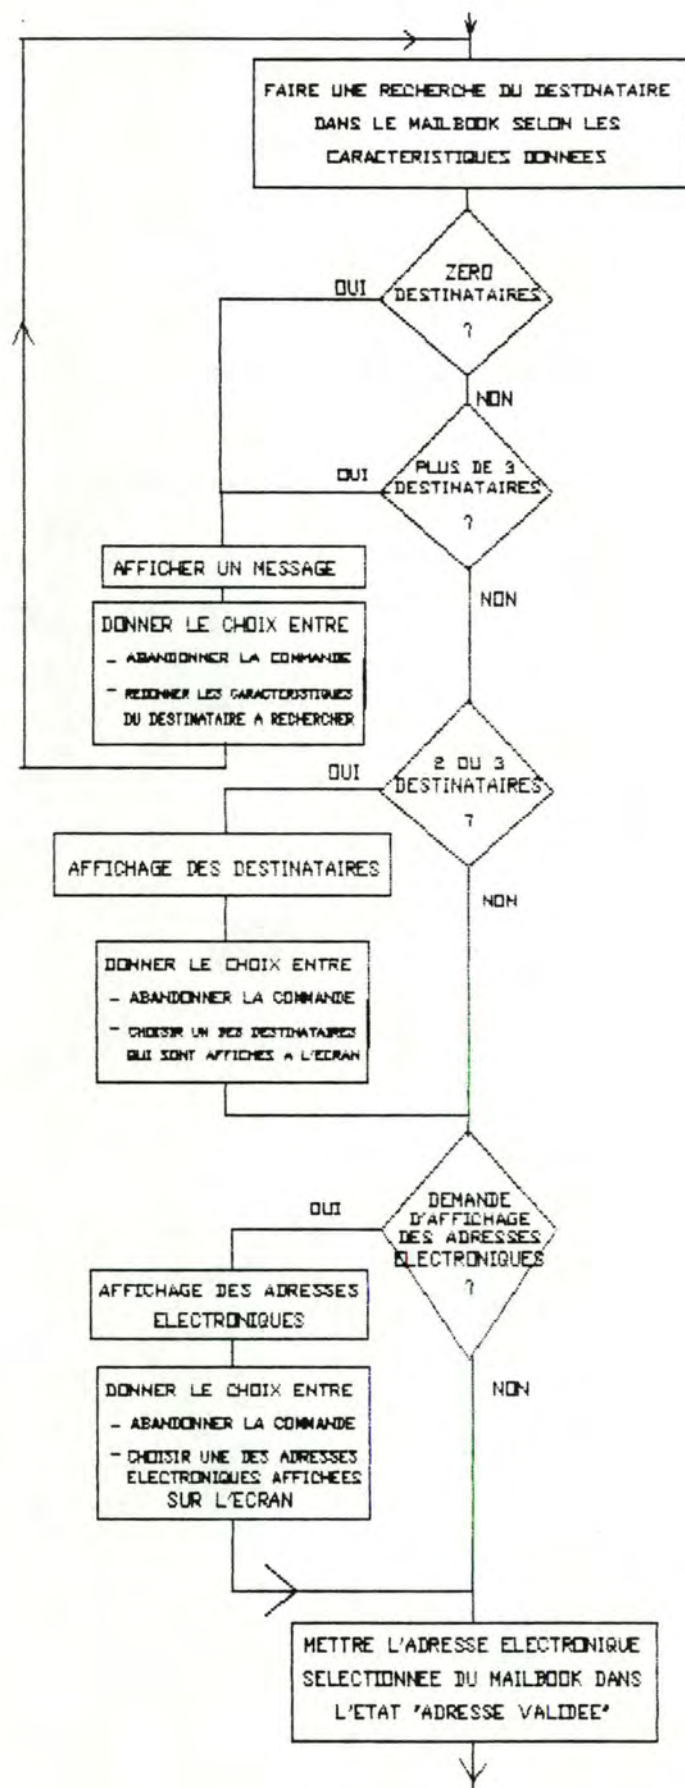 FAIRE UNE RECHERCHE DU DESTINATAIRE
DANS LE MAILBOOK SELON LES
CARACTERISTIQUES DONNEES
ZERO
DESTINATAIRES
?
OUI
NON
PLUS DE 3
DESTINATAIRES
?
OUI
NON
AFFICHER UN MESSAGE
DONNER LE CHOIX ENTRE
- ABANDONNER LA COMMANDE
- REDONNER LES CARACTERISTIQUES
DU DESTINATAIRE A RECHERCHER
2 OU 3
DESTINATAIRES
?
OUI
NON
AFFICHAGE DES DESTINATAIRES
DONNER LE CHOIX ENTRE
- ABANDONNER LA COMMANDE
- CHOISIR UN DES DESTINATAIRES
QUI SONT AFFICHES A L'ECRAN
DEMANDE
D'AFFICHAGE
DES ADRESSES
ELECTRONIQUES
?
OUI
NON
AFFICHAGE DES ADRESSES
ELECTRONIQUES
DONNER LE CHOIX ENTRE
- ABANDONNER LA COMMANDE
- CHOISIR UNE DES ADRESSES
ELECTRONIQUES AFFICHEES
SUR L'ECRAN
METTRE L'ADRESSE ELECTRONIQUE
SELECTIONNEE DU MAILBOOK DANS
L'ETAT "ADRESSE VALIDEE"